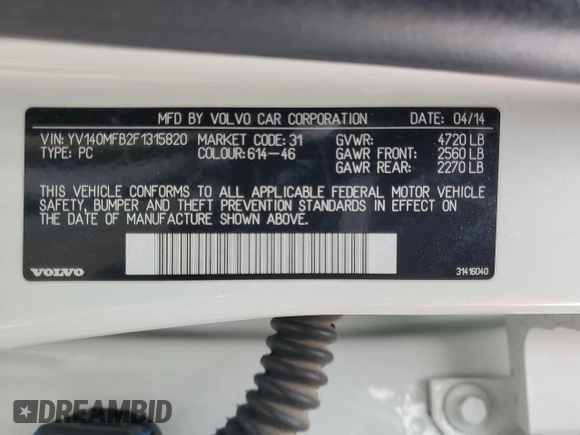 MFD BY VOLVO CAR CORPORATION DATE: 04/14
VIN: YV140MFB2F1315820 MARKET CODE: 31 GVWR: 4720 LB
TYPE: PC COLOUR: 614-46 GAWR FRONT: 2560 LB
GAWR REAR: 2270 LB
THIS VEHICLE CONFORMS TO ALL APPLICABLE FEDERAL MOTOR VEHICLE
SAFETY, BUMPER AND THEFT PREVENTION STANDARDS IN EFFECT ON
THE DATE OF MANUFACTURE SHOWN ABOVE.
VOLVO 31416040
DREAMBID